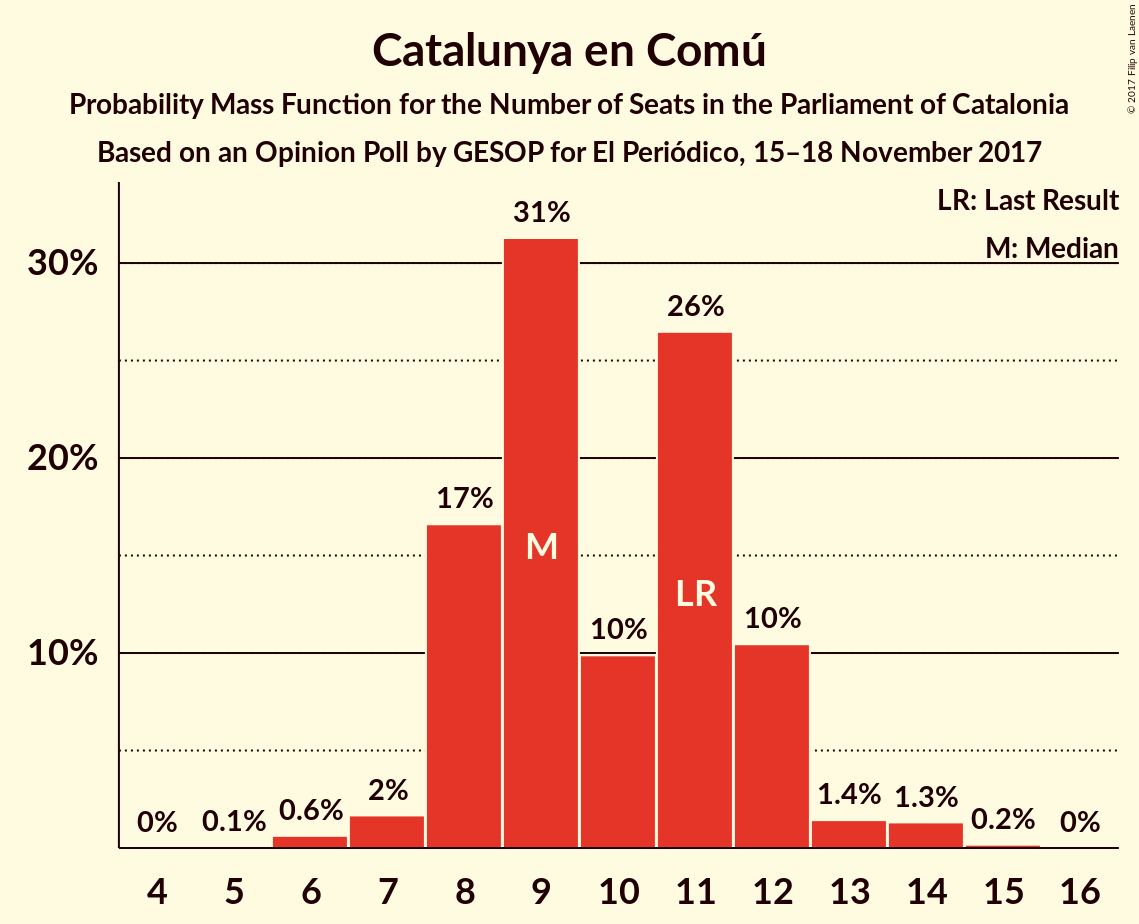 Catalunya en Comú
Probability Mass Function for the Number of Seats in the Parliament of Catalonia
Based on an Opinion Poll by GESOP for El Periódico, 15–18 November 2017
© 2017 Filip van Laenen
LR: Last Result
M: Median
30%
20%
10%
0%
0.1%
0.6%
2%
17%
31%
10%
26%
10%
1.4%
1.3%
0.2%
0%
M
LR
4 5 6 7 8 9 10 11 12 13 14 15 16